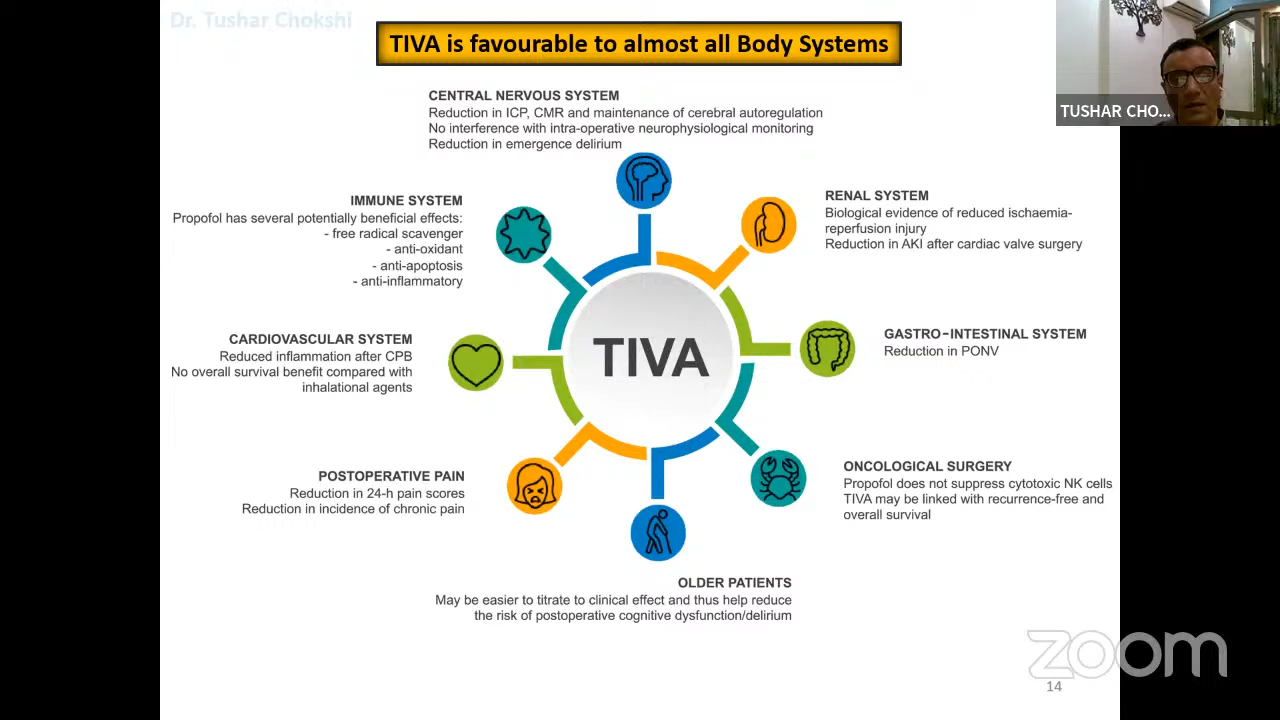 Dr. Tushar Chokshi
TIVA is favourable to almost all Body Systems
TUSHAR CHO...
CENTRAL NERVOUS SYSTEM
Reduction in ICP, CMR and maintenance of cerebral autoregulation
No interference with intra-operative neurophysiological monitoring
Reduction in emergence delirium
IMMUNE SYSTEM
Propofol has several potentially beneficial effects:
- free radical scavenger
- anti-oxidant
- anti-apoptosis
- anti-inflammatory
RENAL SYSTEM
Biological evidence of reduced ischaemia-
reperfusion injury
Reduction in AKI after cardiac valve surgery
CARDIOVASCULAR SYSTEM
Reduced inflammation after CPB
No overall survival benefit compared with
inhalational agents
TIVA
GASTRO-INTESTINAL SYSTEM
Reduction in PONV
POSTOPERATIVE PAIN
Reduction in 24-h pain scores
Reduction in incidence of chronic pain
ONCOLOGICAL SURGERY
Propofol does not suppress cytotoxic NK cells
TIVA may be linked with recurrence-free and
overall survival
OLDER PATIENTS
May be easier to titrate to clinical effect and thus help reduce
the risk of postoperative cognitive dysfunction/delirium
zoom
14